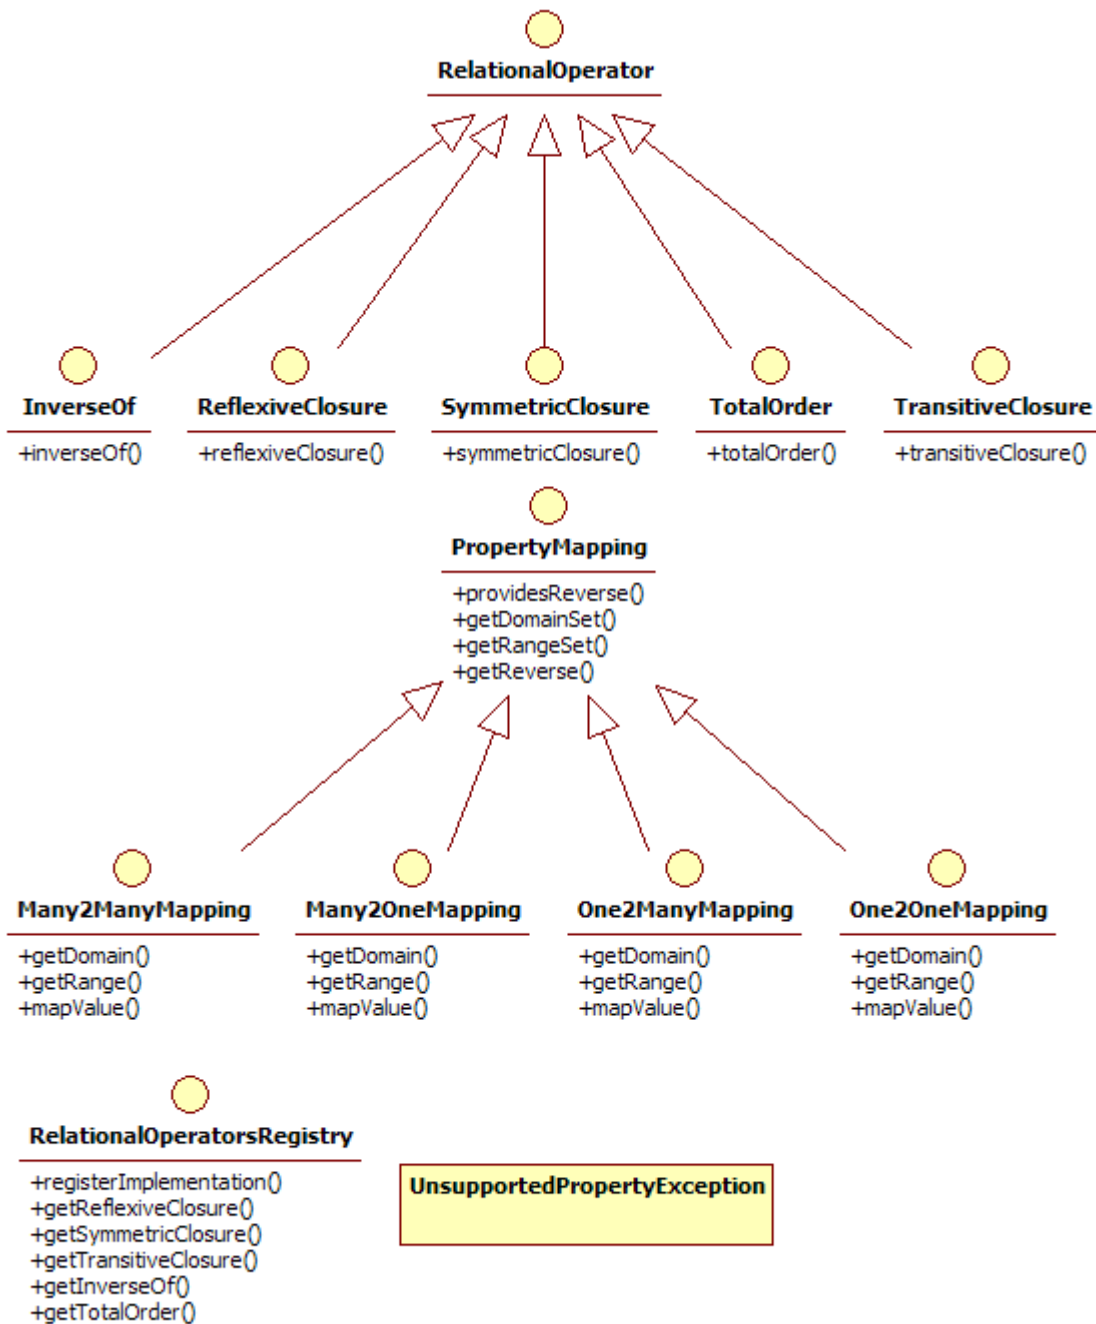 RelationalOperator
InverseOf
+inverseOf()
ReflexiveClosure
+reflexiveClosure()
SymmetricClosure
+symmetricClosure()
TotalOrder
+totalOrder()
TransitiveClosure
+transitiveClosure()
PropertyMapping
+providesReverse()
+getDomainSet()
+getRangeSet()
+getReverse()
Many2ManyMapping
+getDomain()
+getRange()
+mapValue()
Many2OneMapping
+getDomain()
+getRange()
+mapValue()
One2ManyMapping
+getDomain()
+getRange()
+mapValue()
One2OneMapping
+getDomain()
+getRange()
+mapValue()
RelationalOperatorsRegistry
+registerImplementation()
+getReflexiveClosure()
+getSymmetricClosure()
+getTransitiveClosure()
+getInverseOf()
+getTotalOrder()
UnsupportedPropertyException